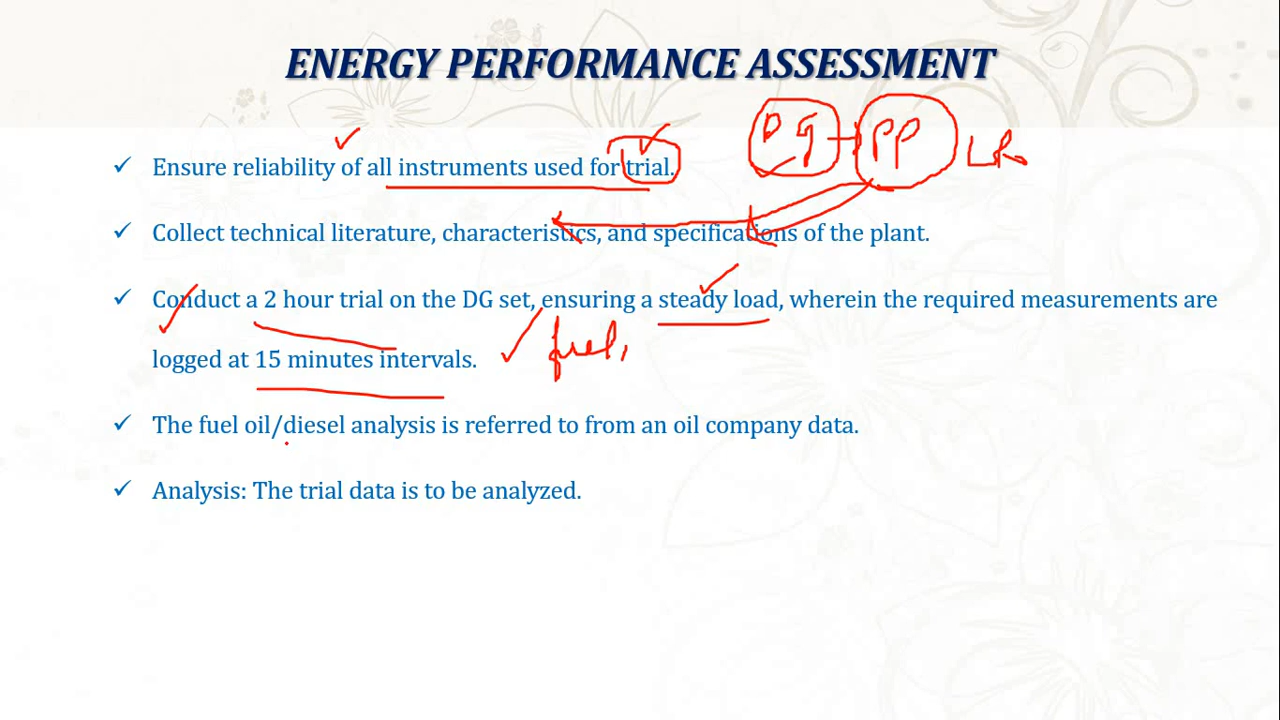 ENERGY PERFORMANCE ASSESSMENT
DG PP
✓ Ensure reliability of all instruments used for trial.
✓ Collect technical literature, characteristics, and specifications of the plant.
✓ Conduct a 2 hour trial on the DG set, ensuring a steady load, wherein the required measurements are
logged at 15 minutes intervals.
fuel,
✓ The fuel oil/diesel analysis is referred to from an oil company data.
✓ Analysis: The trial data is to be analyzed.